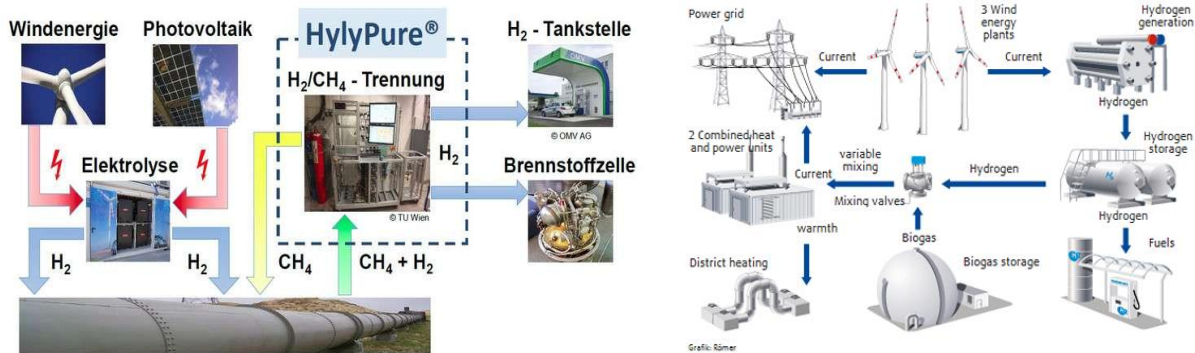 Windenergie
Photovoltaik
HylyPure®
H₂/CH₄ - Trennung
H₂ - Tankstelle
© OMV AG
Elektrolyse
H₂
Brennstoffzelle
© TU Wien
H₂
H₂
CH₄
CH₄ + H₂
Power grid
Current
3 Wind
energy
plants
Current
Hydrogen
generation
Hydrogen
2 Combined heat
and power units
Current
variable
mixing
Mixing valves
Hydrogen
Hydrogen
storage
Hydrogen
warmth
Biogas
Biogas storage
Fuels
District heating
Grafik: Römer